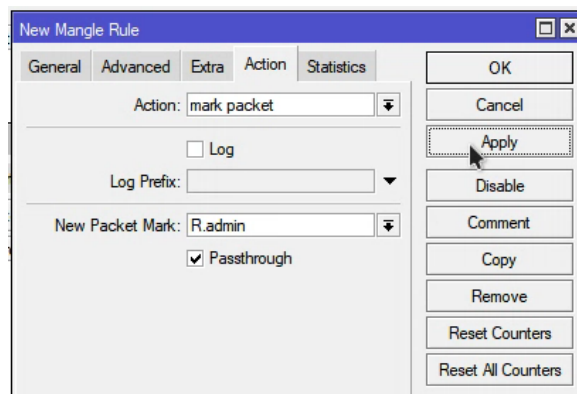 New Mangle Rule
General Advanced Extra Action Statistics
Action: mark packet
Log
Log Prefix:
New Packet Mark: R.admin
Passthrough
OK
Cancel
Apply
Disable
Comment
Copy
Remove
Reset Counters
Reset All Counters